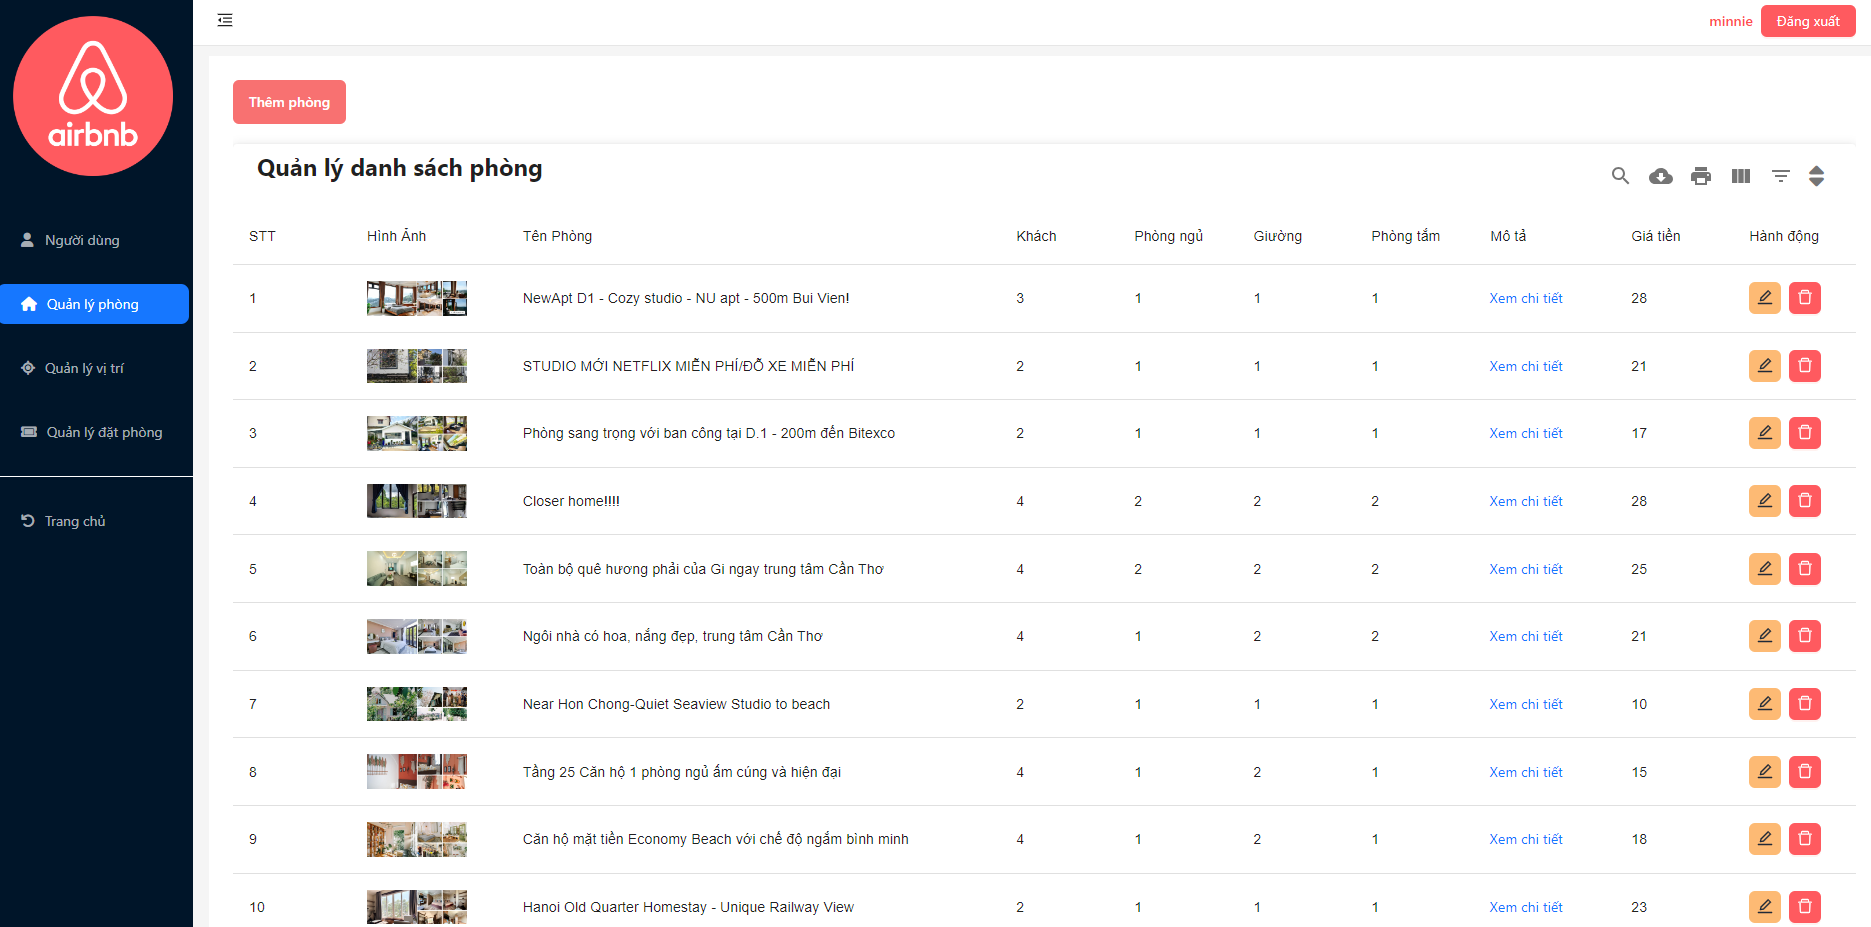 airbnb
Người dùng
Quản lý phòng
Quản lý vị trí
Quản lý đặt phòng
Trang chủ
minnie Đăng xuất
Thêm phòng
Quản lý danh sách phòng
STT Hình Ảnh Tên Phòng Khách Phòng ngủ Giường Phòng tắm Mô tả Giá tiền Hành động
1 NewApt D1 - Cozy studio - NU apt - 500m Bui Vien! 3 1 1 1 Xem chi tiết 28
2 STUDIO MỚI NETFLIX MIỄN PHÍ/ĐỖ XE MIỄN PHÍ 2 1 1 1 Xem chi tiết 21
3 Phòng sang trọng với ban công tại D.1 - 200m đến Bitexco 2 1 1 1 Xem chi tiết 17
4 Closer home!!!! 4 2 2 2 Xem chi tiết 28
5 Toàn bộ quê hương phải của Gi ngay trung tâm Cần Thơ 4 2 2 2 Xem chi tiết 25
6 Ngôi nhà có hoa, nắng đẹp, trung tâm Cần Thơ 4 1 2 2 Xem chi tiết 21
7 Near Hon Chong-Quiet Seaview Studio to beach 2 1 1 1 Xem chi tiết 10
8 Tầng 25 Căn hộ 1 phòng ngủ ấm cúng và hiện đại 4 1 2 1 Xem chi tiết 15
9 Căn hộ mặt tiền Economy Beach với chế độ ngắm bình minh 4 1 2 1 Xem chi tiết 18
10 Hanoi Old Quarter Homestay - Unique Railway View 2 1 1 1 Xem chi tiết 23